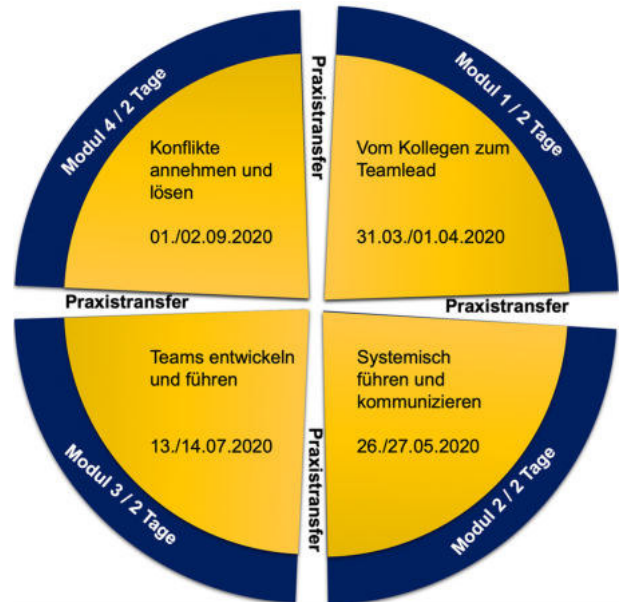 Modul 1 / 2 Tage
Vom Kollegen zum
Teamlead
31.03./01.04.2020
Praxistransfer
Modul 2 / 2 Tage
Systemisch
führen und
kommunizieren
26./27.05.2020
Praxistransfer
Modul 3 / 2 Tage
Teams entwickeln
und führen
13./14.07.2020
Praxistransfer
Modul 4 / 2 Tage
Konflikte
annehmen und
lösen
01./02.09.2020
Praxistransfer